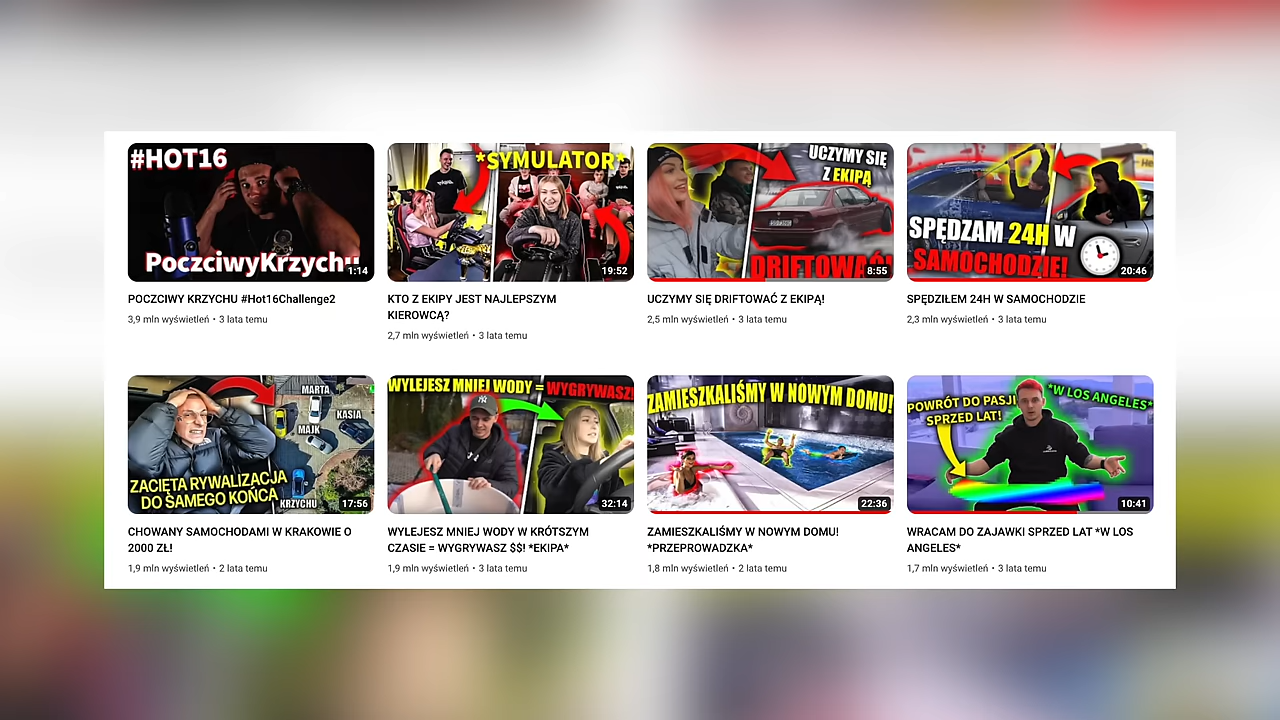 #HOT16
PoczciwyKrzychu
1:14
POCZCIWY KRZYCHU #Hot16Challenge2
3,9 mln wyświetleń • 3 lata temu
*SYMULATOR*
19:52
KTO Z EKIPY JEST NAJLEPSZYM
KIEROWCĄ?
2,7 mln wyświetleń • 3 lata temu
UCZYMY SIĘ
Z EKIPĄ
DRIFTOWAĆ!
8:55
UCZYMY SIĘ DRIFTOWAĆ Z EKIPĄ!
2,5 mln wyświetleń • 3 lata temu
SPĘDZAM 24H W
SAMOCHODZIE!
20:46
SPĘDZIŁEM 24H W SAMOCHODZIE
2,3 mln wyświetleń • 3 lata temu
MARTA
KASIA
MAJK
ZACIĘTA RYWALIZACJA
DO SAMEGO KOŃCA
KRZYCHU
17:56
CHOWANY SAMOCHODAMI W KRAKOWIE O
2000 ZŁ!
1,9 mln wyświetleń • 2 lata temu
WYLEJESZ MNIEJ WODY = WYGRYWASZ!
32:14
WYLEJESZ MNIEJ WODY W KRÓTSZYM
CZASIE = WYGRYWASZ $$! *EKIPA*
1,9 mln wyświetleń • 3 lata temu
ZAMIESZKALIŚMY W NOWYM DOMU!
22:36
ZAMIESZKALIŚMY W NOWYM DOMU!
*PRZEPROWADZKA*
1,8 mln wyświetleń • 2 lata temu
POWRÓT DO PASJI
SPRZED LAT!
*W LOS ANGELES*
10:41
WRACAM DO ZAJAWKI SPRZED LAT *W LOS
ANGELES*
1,7 mln wyświetleń • 3 lata temu